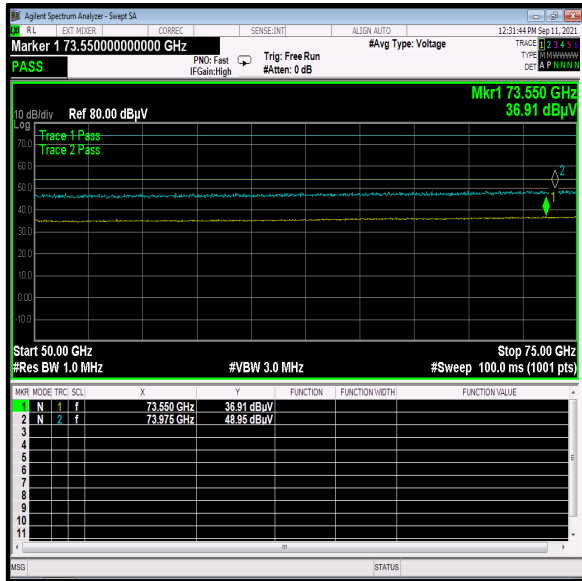 Agilent Spectrum Analyzer - Swept SA
RL EXT MIXER CORREC SENSE:INT ALIGN AUTO 12:31:44 PM Sep 11, 2021
Marker 1 73.550000000000 GHz #Avg Type: Voltage TRACE 1 2 3 4 5 6
PASS PNO: Fast Trig: Free Run TYPE MMWWWW
IFGain:High #Atten: 0 dB DET A P N N N N
Mkr1 73.550 GHz
10 dB/div Ref 80.00 dBµV 36.91 dBµV
Log
Trace 1 Pass
Trace 2 Pass
70.0
60.0
50.0
40.0
30.0
20.0
10.0
0.00
-10.0
2
1
Start 50.00 GHz Stop 75.00 GHz
#Res BW 1.0 MHz #VBW 3.0 MHz #Sweep 100.0 ms (1001 pts)
MKR MODE TRC SCL X Y FUNCTION FUNCTION WIDTH FUNCTION VALUE
1 N 1 f 73.550 GHz 36.91 dBµV
2 N 2 f 73.975 GHz 48.95 dBµV
3
4
5
6
7
8
9
10
11
MSG STATUS